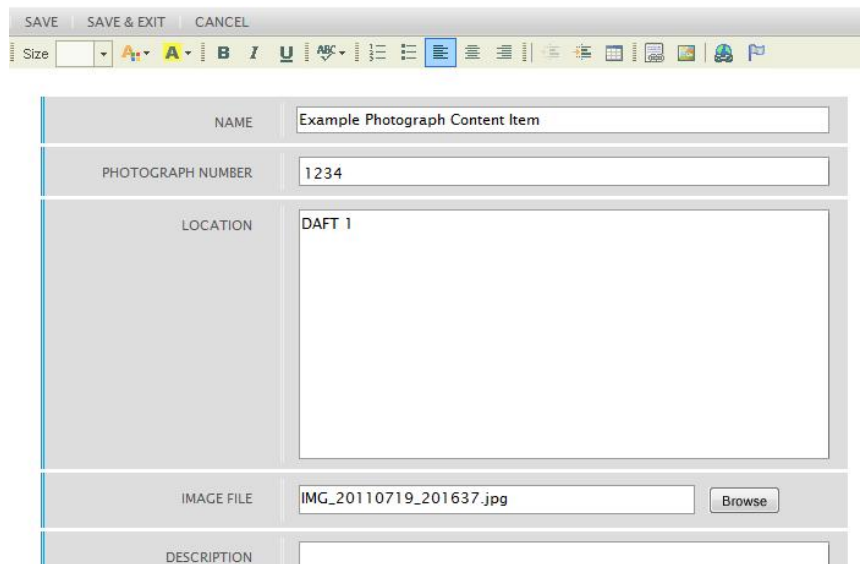 SAVE SAVE & EXIT CANCEL
Size A A B I U ABC
NAME Example Photograph Content Item
PHOTOGRAPH NUMBER 1234
LOCATION DAFT 1
IMAGE FILE IMG_20110719_201637.jpg Browse
DESCRIPTION